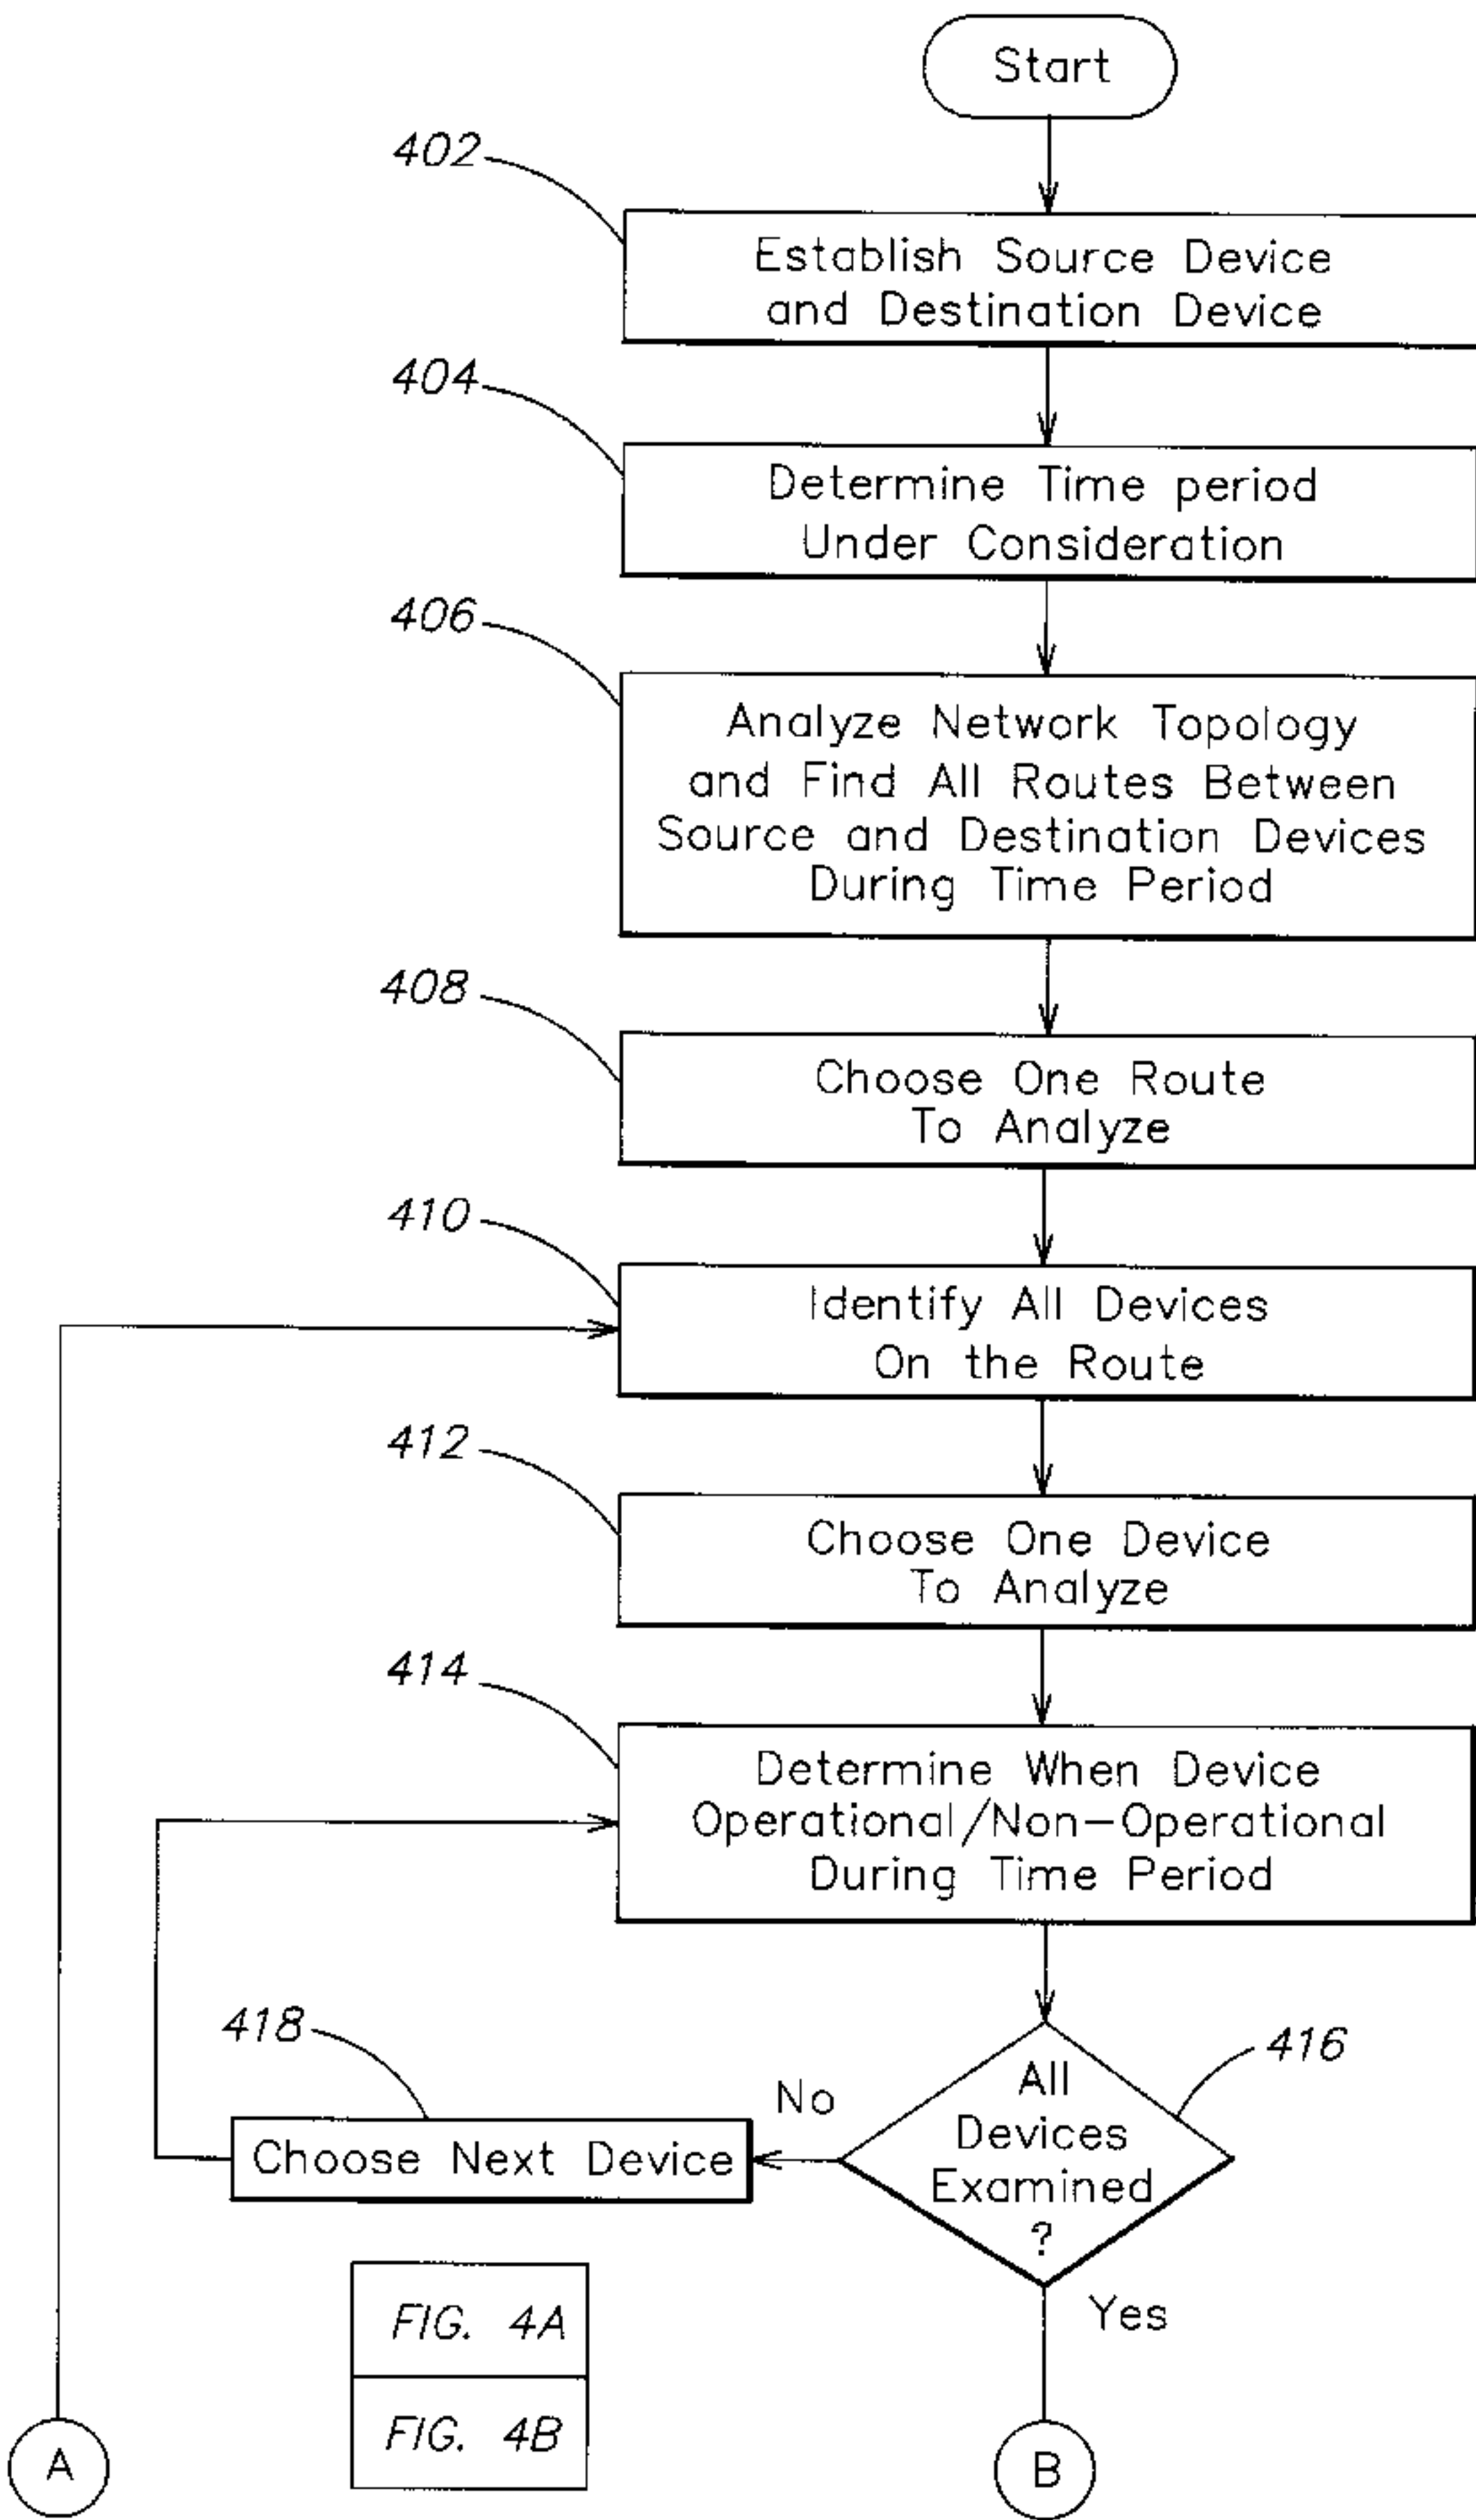 Start
402
Establish Source Device
and Destination Device
404
Determine Time period
Under Consideration
406
Analyze Network Topology
and Find All Routes Between
Source and Destination Devices
During Time Period
408
Choose One Route
To Analyze
410
Identify All Devices
On the Route
412
Choose One Device
To Analyze
414
Determine When Device
Operational/Non-Operational
During Time Period
418
416
All
Devices
Examined
?
No
Choose Next Device
Yes
FIG. 4A
FIG. 4B
A
B